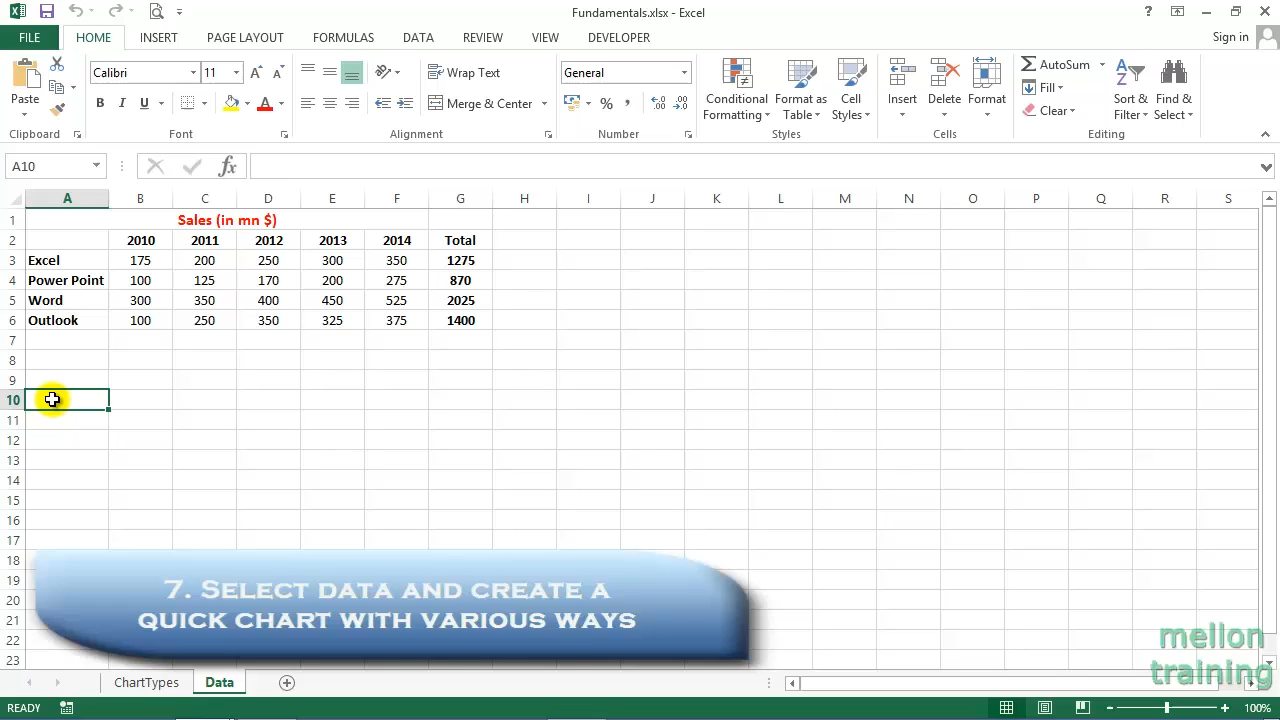 Fundamentals.xlsx - Excel
?
FILE HOME INSERT PAGE LAYOUT FORMULAS DATA REVIEW VIEW DEVELOPER Sign in
Paste
Calibri 11 A A
B I U A
Wrap Text
Merge & Center
General
% ,
Conditional Formatting
Format as Table
Cell Styles
Insert Delete Format
AutoSum
Fill
Clear
Sort & Filter
Find & Select
Clipboard Font Alignment Number Styles Cells Editing
A10 fx
A B C D E F G H I J K L M N O P Q R S
1 Sales (in mn $)
2 2010 2011 2012 2013 2014 Total
3 Excel 175 200 250 300 350 1275
4 Power Point 100 125 170 200 275 870
5 Word 300 350 400 450 525 2025
6 Outlook 100 250 350 325 375 1400
7
8
9
10
11
12
13
14
15
16
17
18
19
20
21
22
23
7. Select data and create a
quick chart with various ways
mellon
training
ChartTypes Data
READY 100%